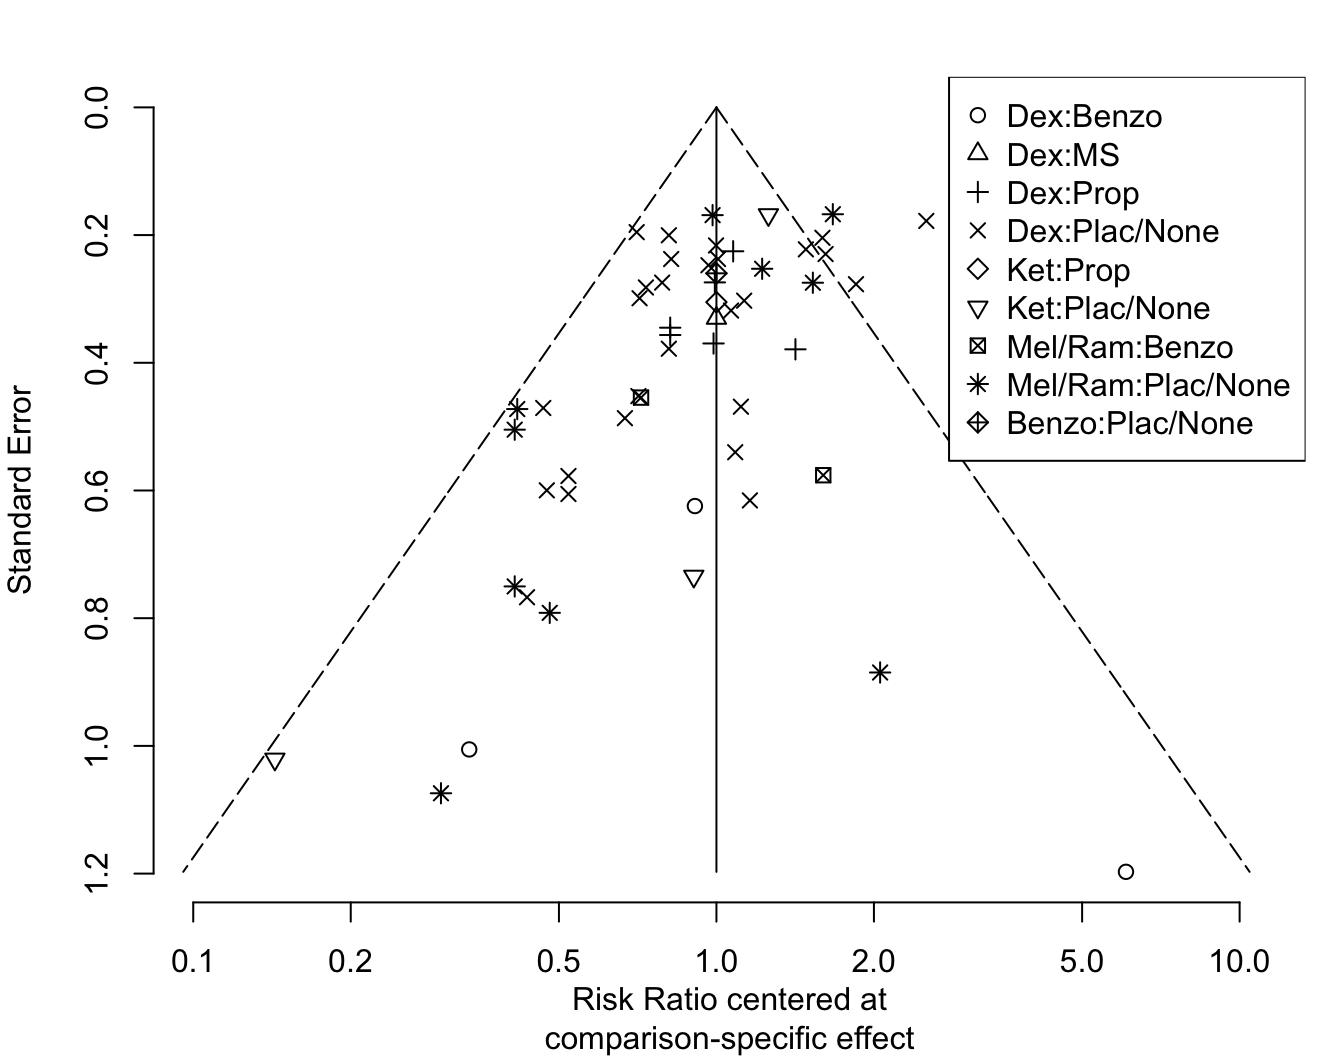 0.0
0.2
0.4
0.6
0.8
1.0
1.2
Standard Error
Dex:Benzo
Dex:MS
Dex:Prop
Dex:Plac/None
Ket:Prop
Ket:Plac/None
Mel/Ram:Benzo
Mel/Ram:Plac/None
Benzo:Plac/None
0.1 0.2 0.5 1.0 2.0 5.0 10.0
Risk Ratio centered at
comparison-specific effect